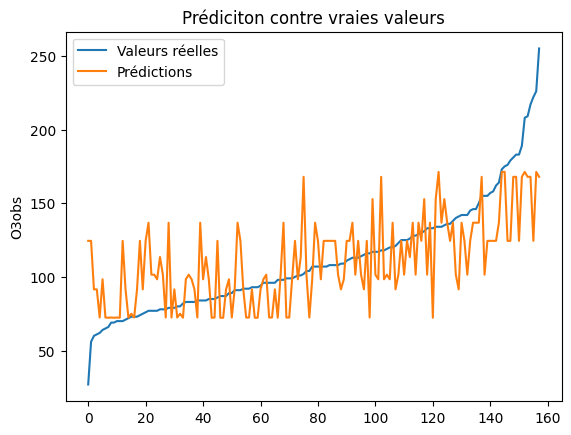 Prédiciton contre vraies valeurs
Valeurs réelles
Prédictions
O3obs
250
200
150
100
50
0 20 40 60 80 100 120 140 160